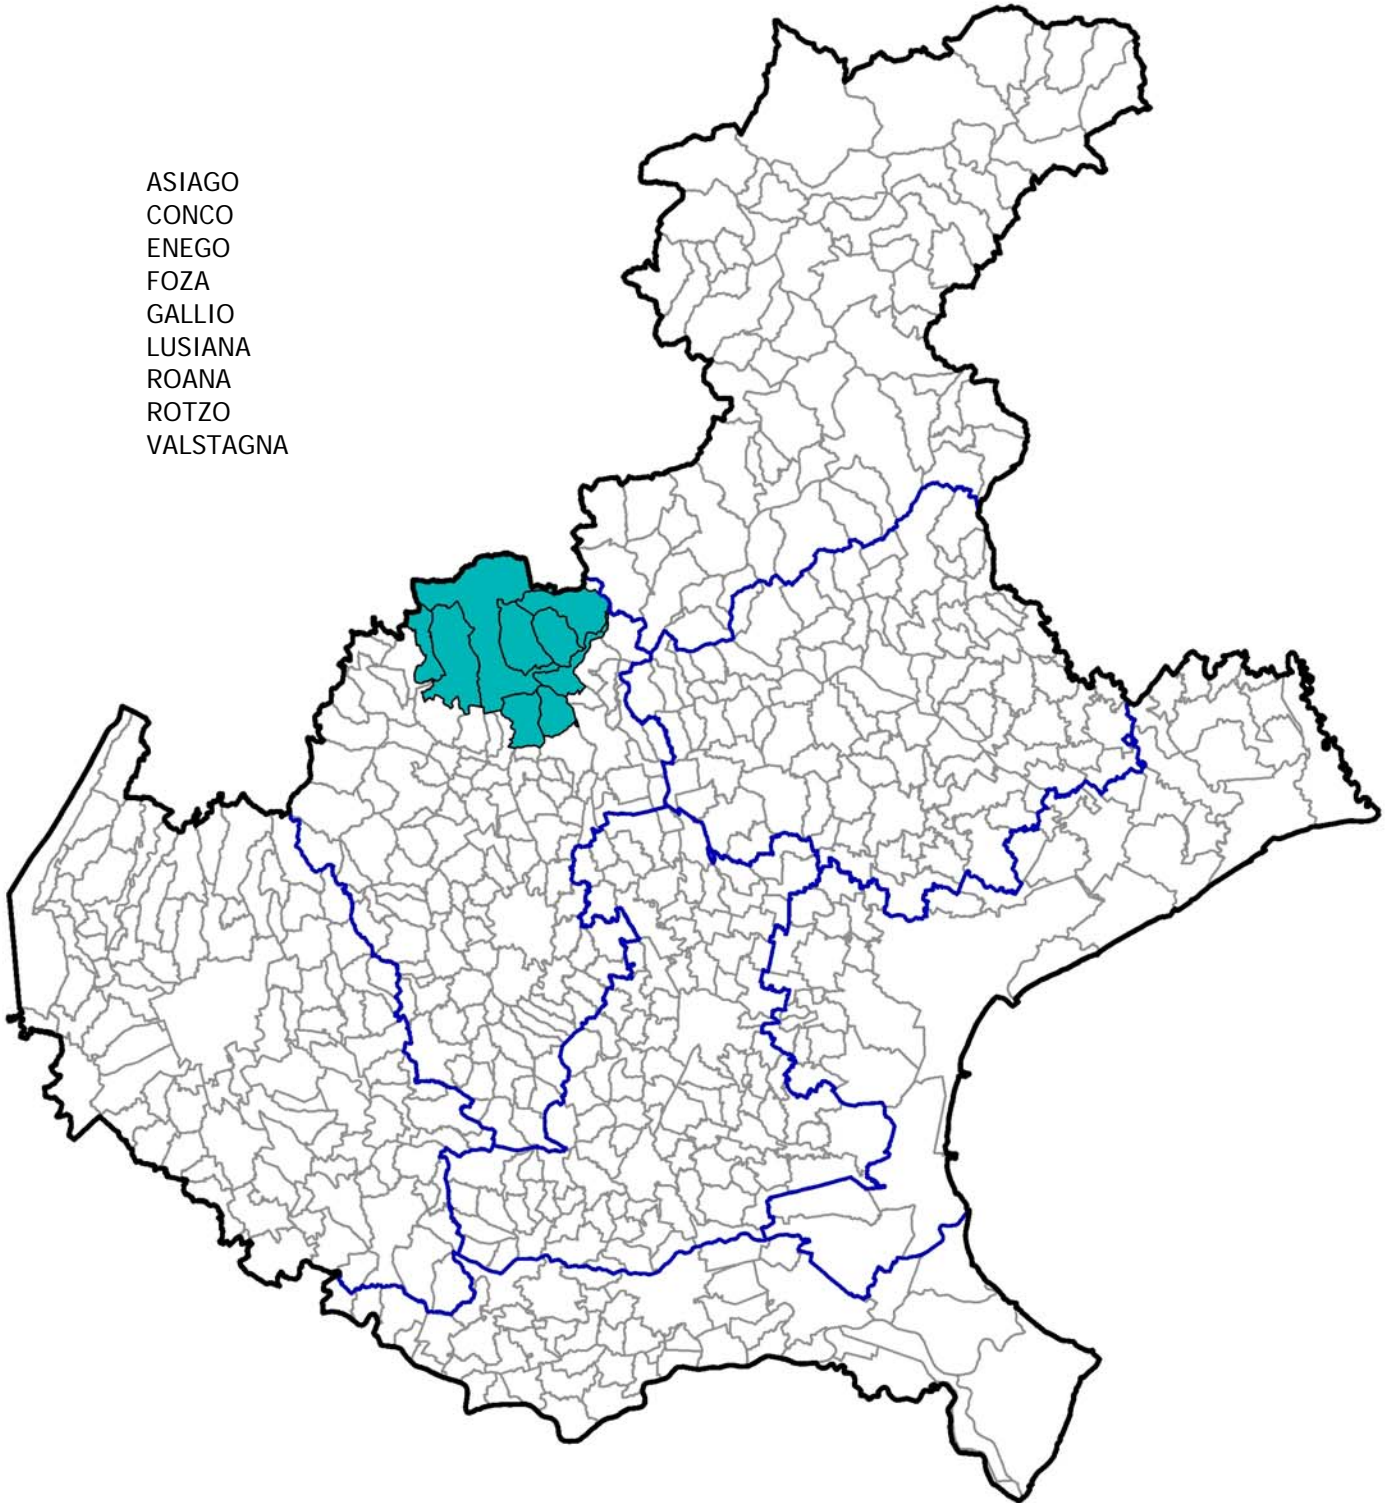 ASIAGO
CONCO
ENEGO
FOZA
GALLIO
LUSIANA
ROANA
ROTZO
VALSTAGNA